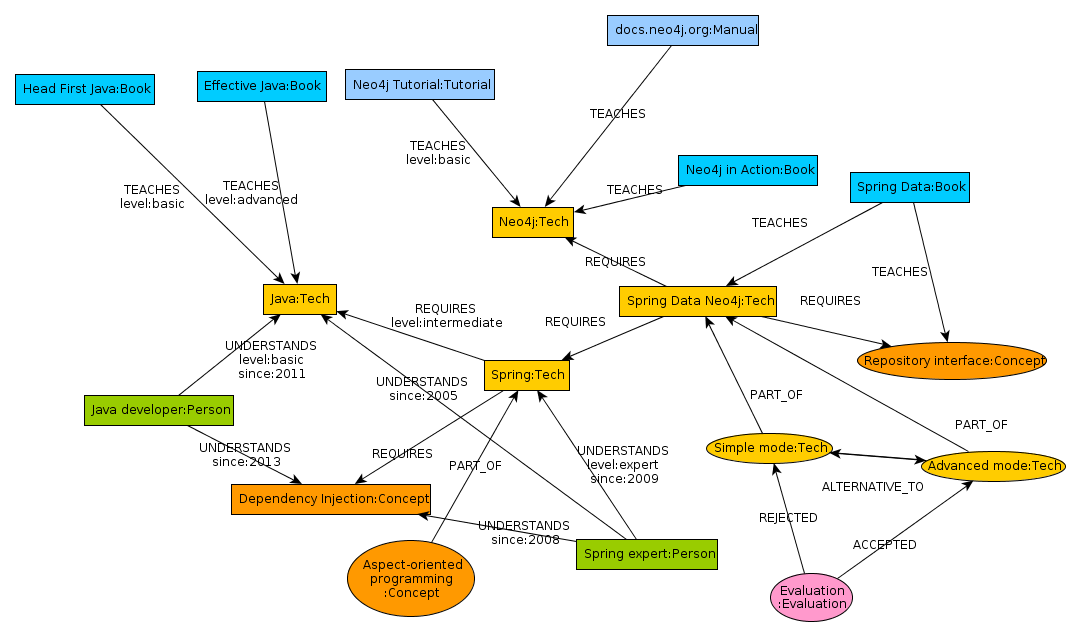 docs.neo4j.org:Manual
Head First Java:Book
Effective Java:Book
Neo4j Tutorial:Tutorial
TEACHES
TEACHES
level:basic
Neo4j in Action:Book
Spring Data:Book
TEACHES
level:basic
TEACHES
level:advanced
TEACHES
Neo4j:Tech
TEACHES
REQUIRES
TEACHES
Java:Tech
Spring Data Neo4j:Tech
REQUIRES
REQUIRES
level:intermediate
REQUIRES
UNDERSTANDS
level:basic
since:2011
Repository interface:Concept
Spring:Tech
UNDERSTANDS
since:2005
PART_OF
Java developer:Person
PART_OF
UNDERSTANDS
since:2013
REQUIRES
PART_OF
UNDERSTANDS
level:expert
since:2009
Simple mode:Tech
Advanced mode:Tech
ALTERNATIVE_TO
Dependency Injection:Concept
UNDERSTANDS
since:2008
REJECTED
ACCEPTED
Spring expert:Person
Aspect-oriented
programming
:Concept
Evaluation
:Evaluation